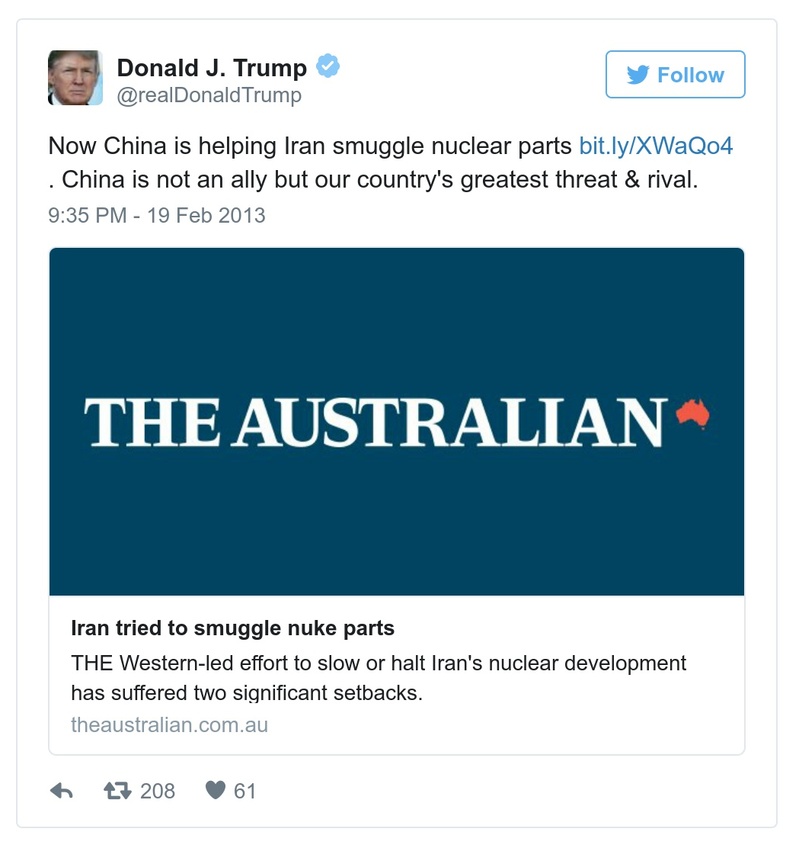 Donald J. Trump
Follow
@realDonaldTrump
Now China is helping Iran smuggle nuclear parts bit.ly/XWaQo4
. China is not an ally but our country's greatest threat & rival.
9:35 PM - 19 Feb 2013
THE AUSTRALIAN
Iran tried to smuggle nuke parts
THE Western-led effort to slow or halt Iran's nuclear development
has suffered two significant setbacks.
theaustralian.com.au
208
61